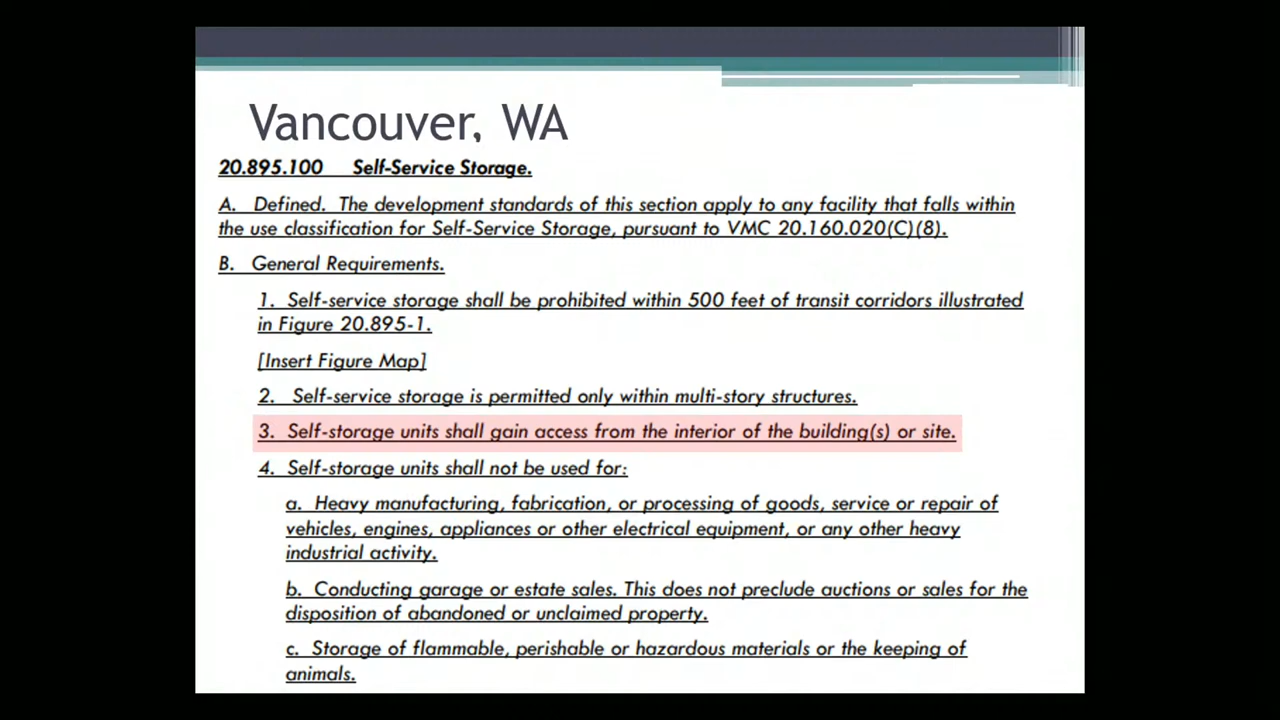 Vancouver, WA
20.895.100 Self-Service Storage.
A. Defined. The development standards of this section apply to any facility that falls within
the use classification for Self-Service Storage, pursuant to VMC 20.160.020(C)(8).
B. General Requirements.
1. Self-service storage shall be prohibited within 500 feet of transit corridors illustrated
in Figure 20.895-1.
[Insert Figure Map]
2. Self-service storage is permitted only within multi-story structures.
3. Self-storage units shall gain access from the interior of the building(s) or site.
4. Self-storage units shall not be used for:
a. Heavy manufacturing, fabrication, or processing of goods, service or repair of
vehicles, engines, appliances or other electrical equipment, or any other heavy
industrial activity.
b. Conducting garage or estate sales. This does not preclude auctions or sales for the
disposition of abandoned or unclaimed property.
c. Storage of flammable, perishable or hazardous materials or the keeping of
animals.